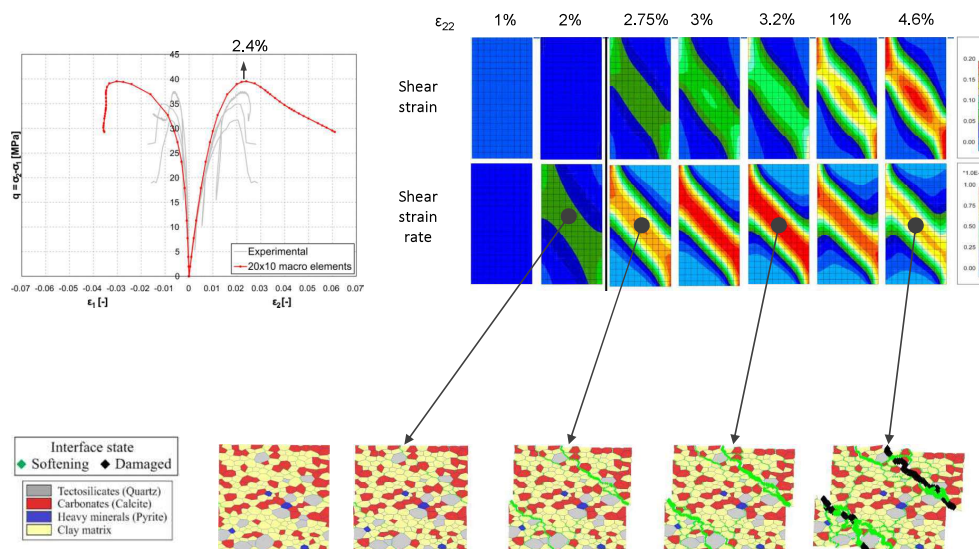 ε22 1% 2% 2.75% 3% 3.2% 1% 4.6%
2.4%
45
40
35
30
25
20
15
10
5
0
q = σ2-σ1 [MPa]
Experimental
20x10 macro elements
-0.07 -0.06 -0.05 -0.04 -0.03 -0.02 -0.01 0 0.01 0.02 0.03 0.04 0.05 0.06 0.07
ε1 [-] ε2 [-]
Shear
strain
0.20
0.15
0.10
0.05
0.00
Shear
strain
rate
*1.0E-
1.00
0.50
0.00
Interface state
Softening Damaged
Tectosilicates (Quartz)
Carbonates (Calcite)
Heavy minerals (Pyrite)
Clay matrix